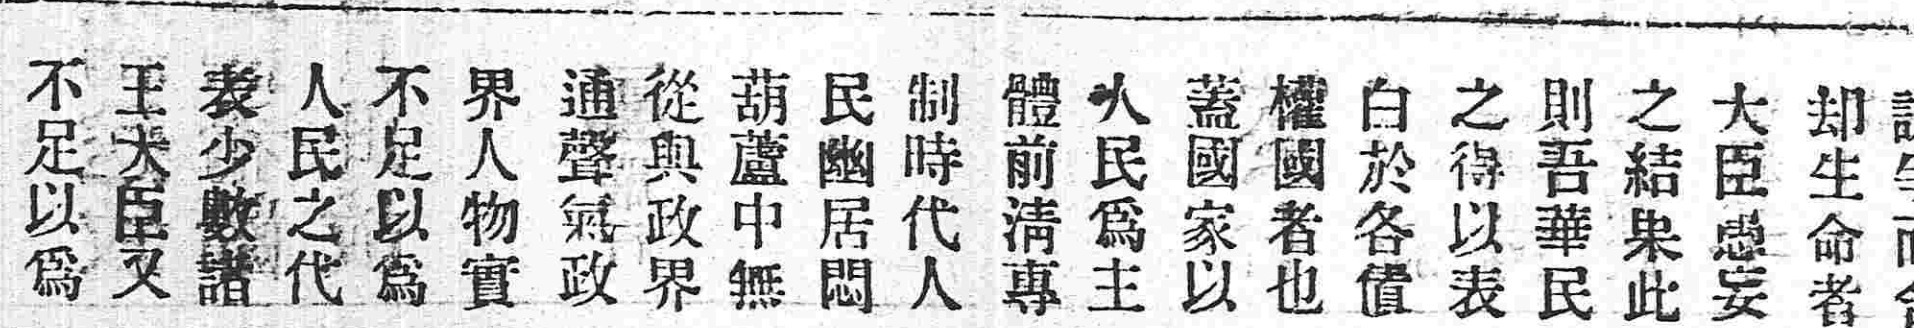 却生命者
大臣愚妄
之結果此
則吾華民
之得以表
白於各債
權國者也
蓋國家以
人民爲主
體前淸專
制時代人
民幽居悶
葫蘆中無
從與政界
通聲氣政
界人物實
不足以爲
人民之代
表少數諸
王大臣又
不足以爲